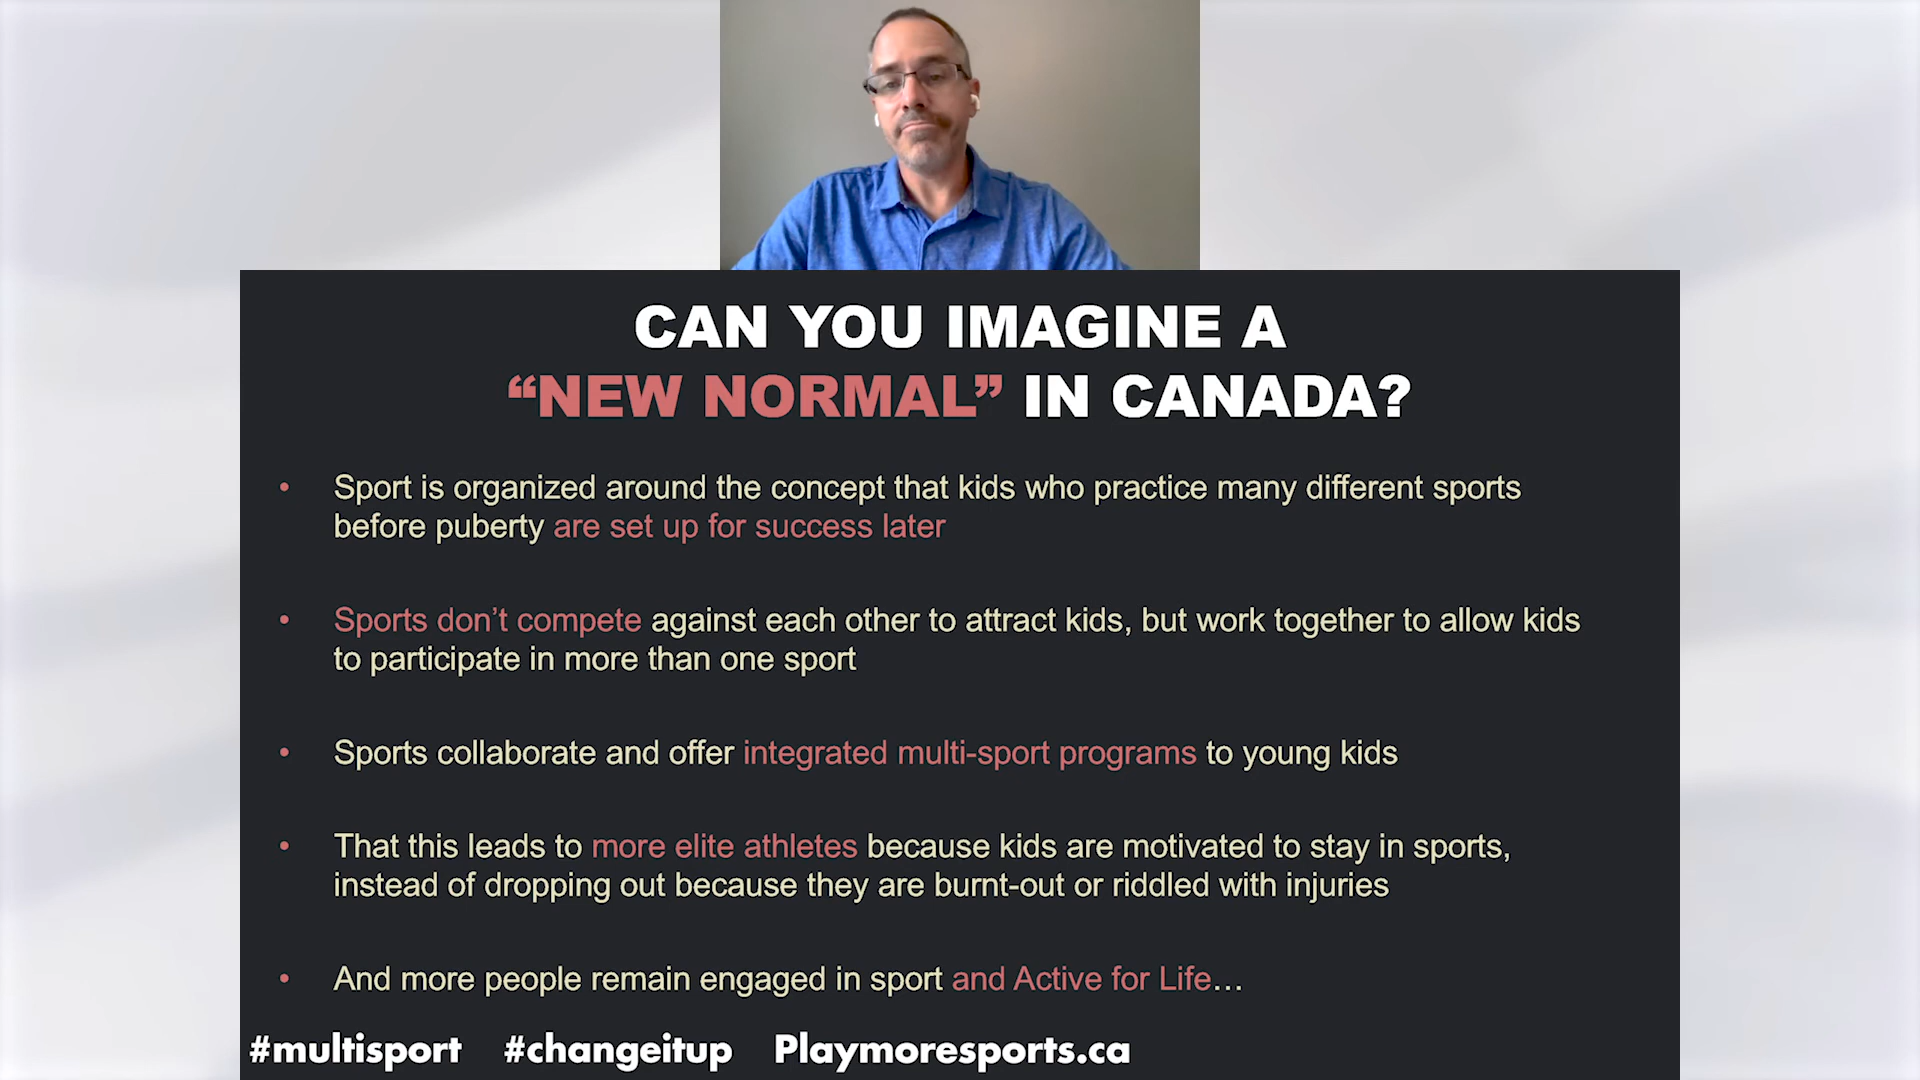 CAN YOU IMAGINE A
“NEW NORMAL” IN CANADA?
• Sport is organized around the concept that kids who practice many different sports
before puberty are set up for success later
• Sports don’t compete against each other to attract kids, but work together to allow kids
to participate in more than one sport
• Sports collaborate and offer integrated multi-sport programs to young kids
• That this leads to more elite athletes because kids are motivated to stay in sports,
instead of dropping out because they are burnt-out or riddled with injuries
• And more people remain engaged in sport and Active for Life…
#multisport #changeitup Playmoresports.ca